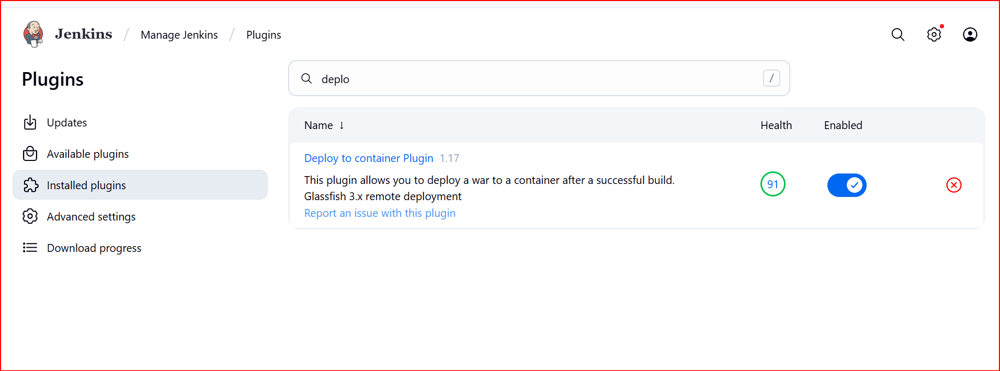 Jenkins / Manage Jenkins / Plugins
Plugins
deplo /
Updates
Available plugins
Installed plugins
Advanced settings
Download progress
Name ↓ Health Enabled
Deploy to container Plugin 1.17
This plugin allows you to deploy a war to a container after a successful build.
Glassfish 3.x remote deployment
Report an issue with this plugin
91